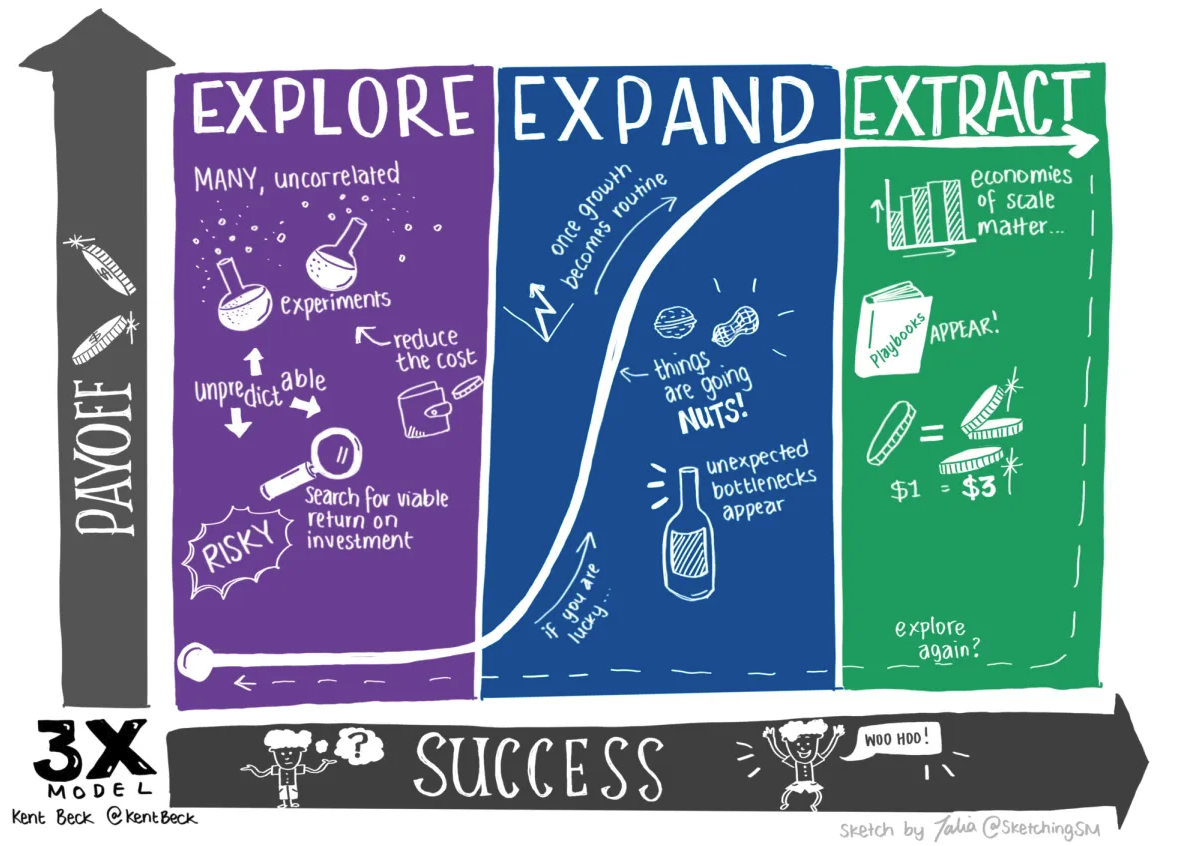 EXPLORE
MANY, uncorrelated
experiments
reduce
the cost
unpredictable
search for viable
return on
investment
RISKY
EXPAND
once growth
becomes routine
things
are going
NUTS!
unexpected
bottlenecks
appear
if you are
lucky...
EXTRACT
economies
of scale
matter...
Playbooks
APPEAR!
=
$1 = $3
explore
again?
PAYOFF
$
$
3X
MODEL
Kent Beck @kentBeck
?
SUCCESS
WOO HOO!
sketch by Talia @SketchingSM